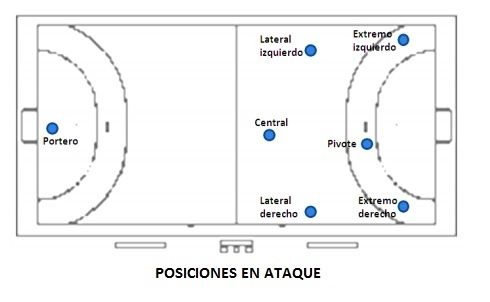 Lateral
izquierdo
Extremo
izquierdo
Central
Portero
Pivote
Lateral
derecho
Extremo
derecho
POSICIONES EN ATAQUE